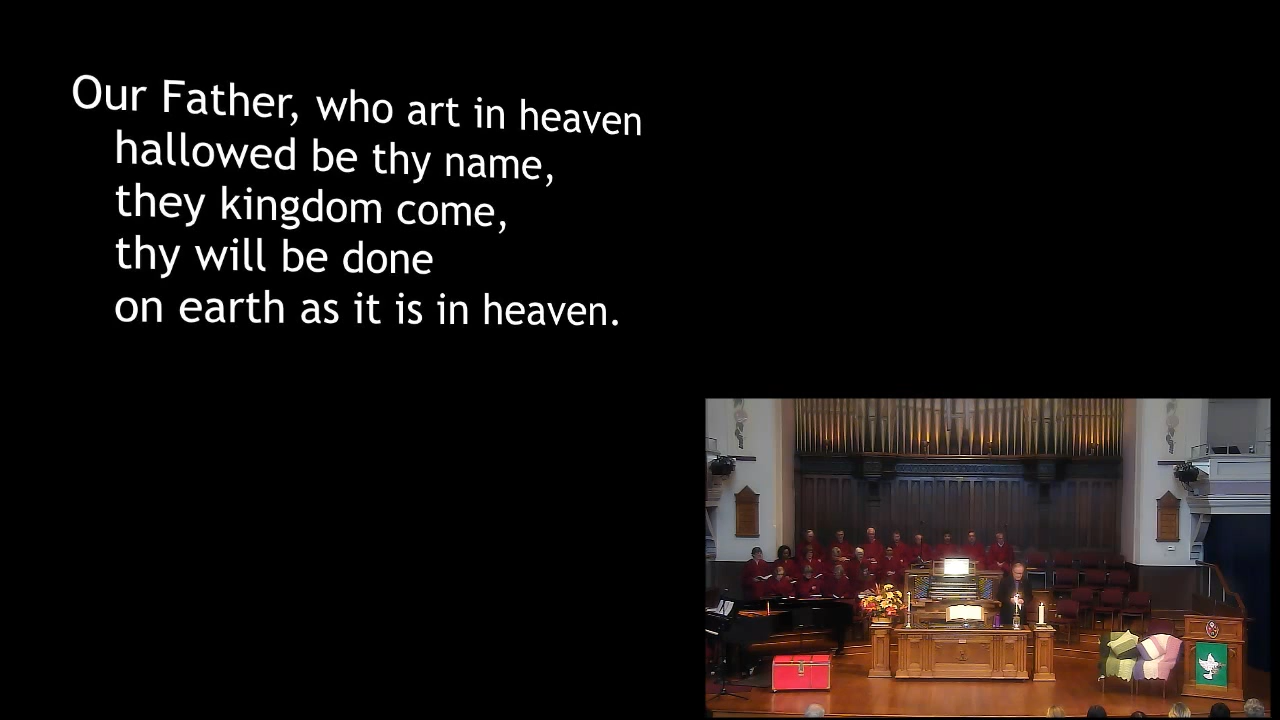 Our Father, who art in heaven
hallowed be thy name,
they kingdom come,
thy will be done
on earth as it is in heaven.